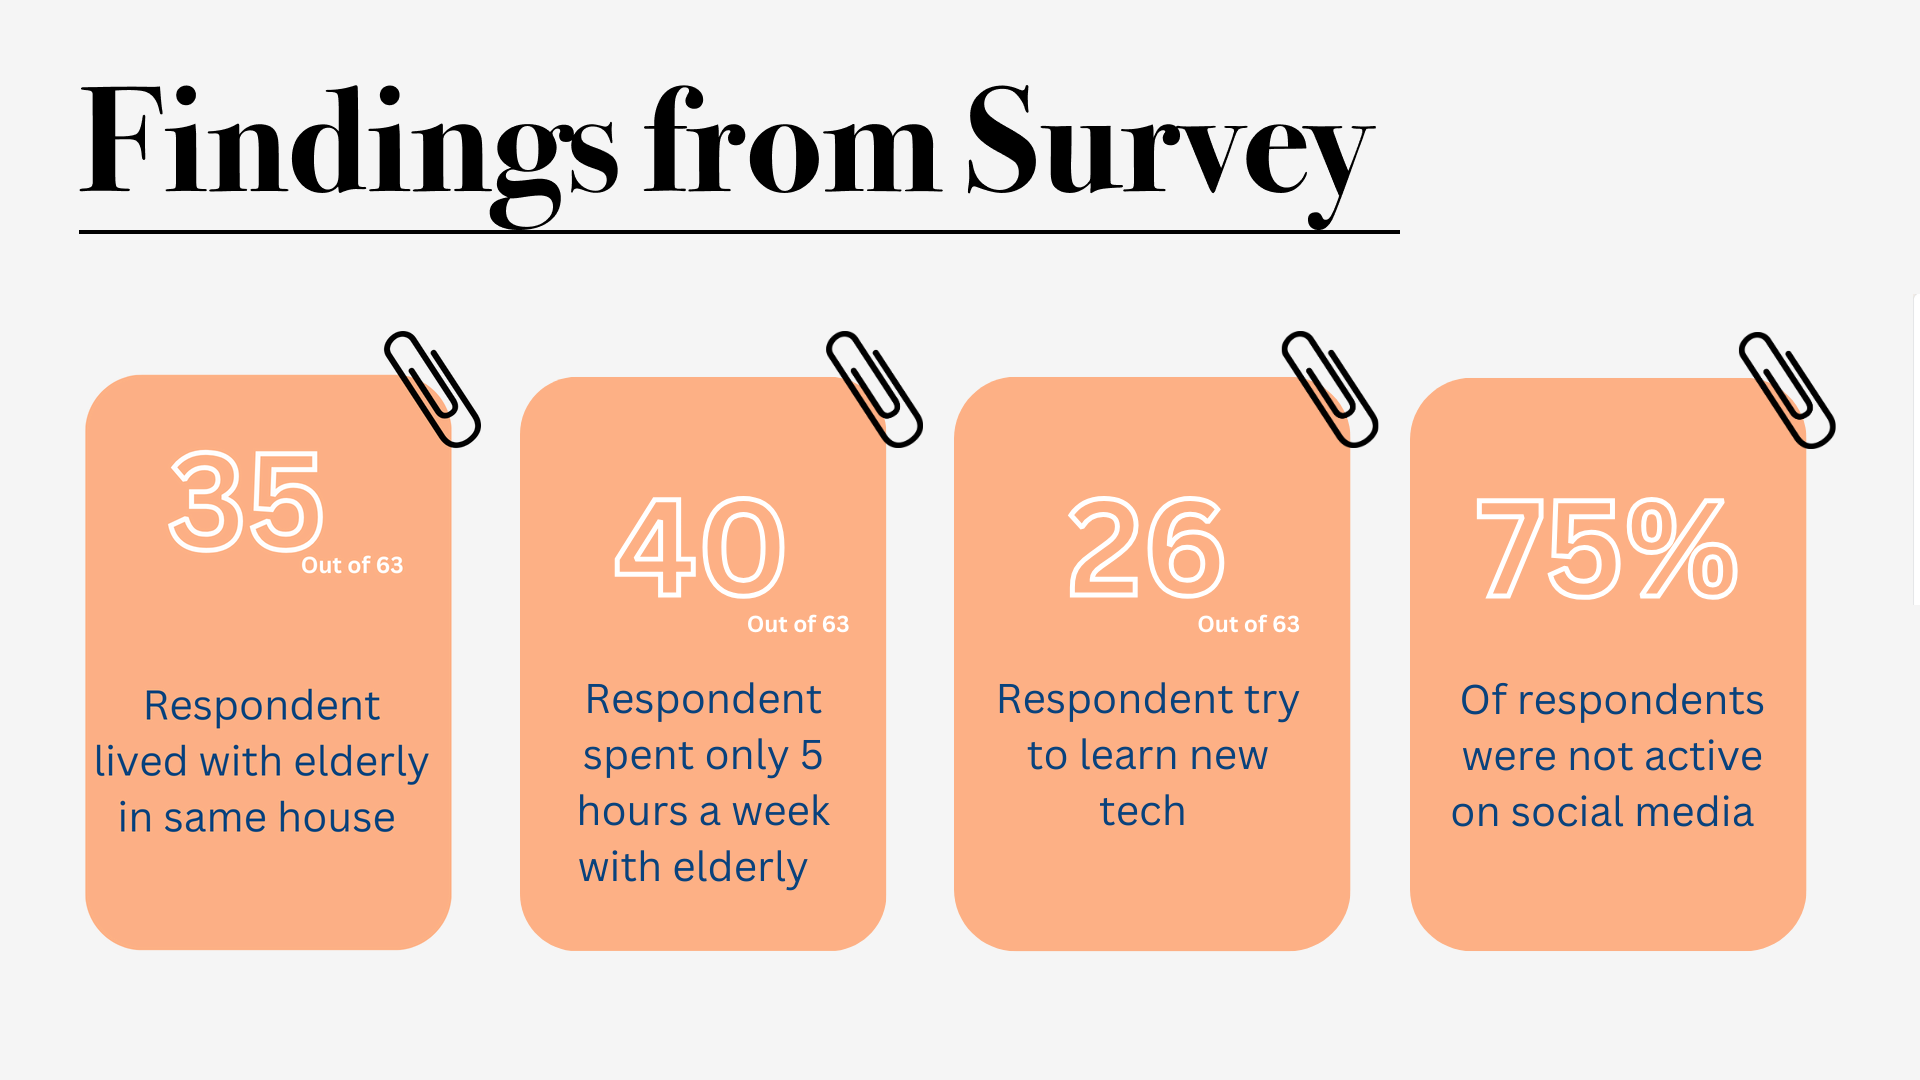 Findings from Survey
35
Out of 63
Respondent
lived with elderly
in same house
40
Out of 63
Respondent
spent only 5
hours a week
with elderly
26
Out of 63
Respondent try
to learn new
tech
75%
Of respondents
were not active
on social media